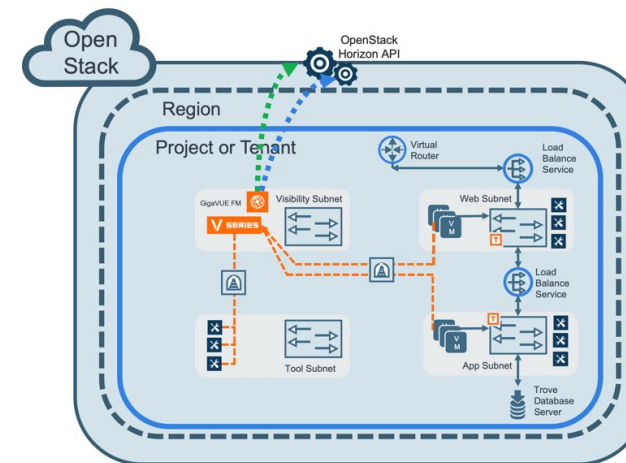 Open
Stack
OpenStack
Horizon API
Region
Project or Tenant
Virtual
Router
Load
Balance
Service
GigaVUE FM
Visibility Subnet
V SERIES
Web Subnet
V
M
T
Load
Balance
Service
T
V
M
Tool Subnet
App Subnet
Trove
Database
Server